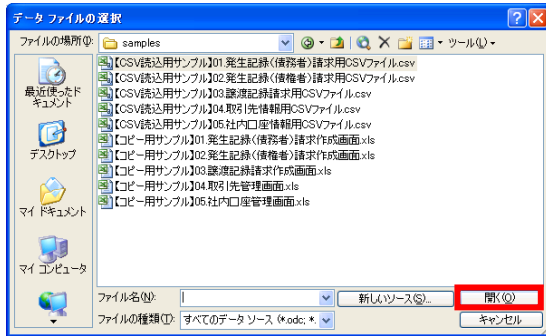 データ ファイルの選択
ファイルの場所(I): samples ツール(L)
【CSV読込用サンプル】01.発生記録(債務者)請求用CSVファイル.csv
【CSV読込用サンプル】02.発生記録(債権者)請求用CSVファイル.csv
【CSV読込用サンプル】03.譲渡記録請求用CSVファイル.csv
【CSV読込用サンプル】04.取引先情報用CSVファイル.csv
【CSV読込用サンプル】05.社内口座情報用CSVファイル.csv
【コピー用サンプル】01.発生記録(債務者)請求作成画面.xls
【コピー用サンプル】02.発生記録(債権者)請求作成画面.xls
【コピー用サンプル】03.譲渡記録請求作成画面.xls
【コピー用サンプル】04.取引先管理画面.xls
【コピー用サンプル】05.社内口座管理画面.xls
最近使ったド
キュメント
デスクトップ
マイ ドキュメント
マイ コンピュータ
ファイル名(N): 新しいソース(S)... 開く(O)
ファイルの種類(T): すべてのデータ ソース (*.odc; *. キャンセル